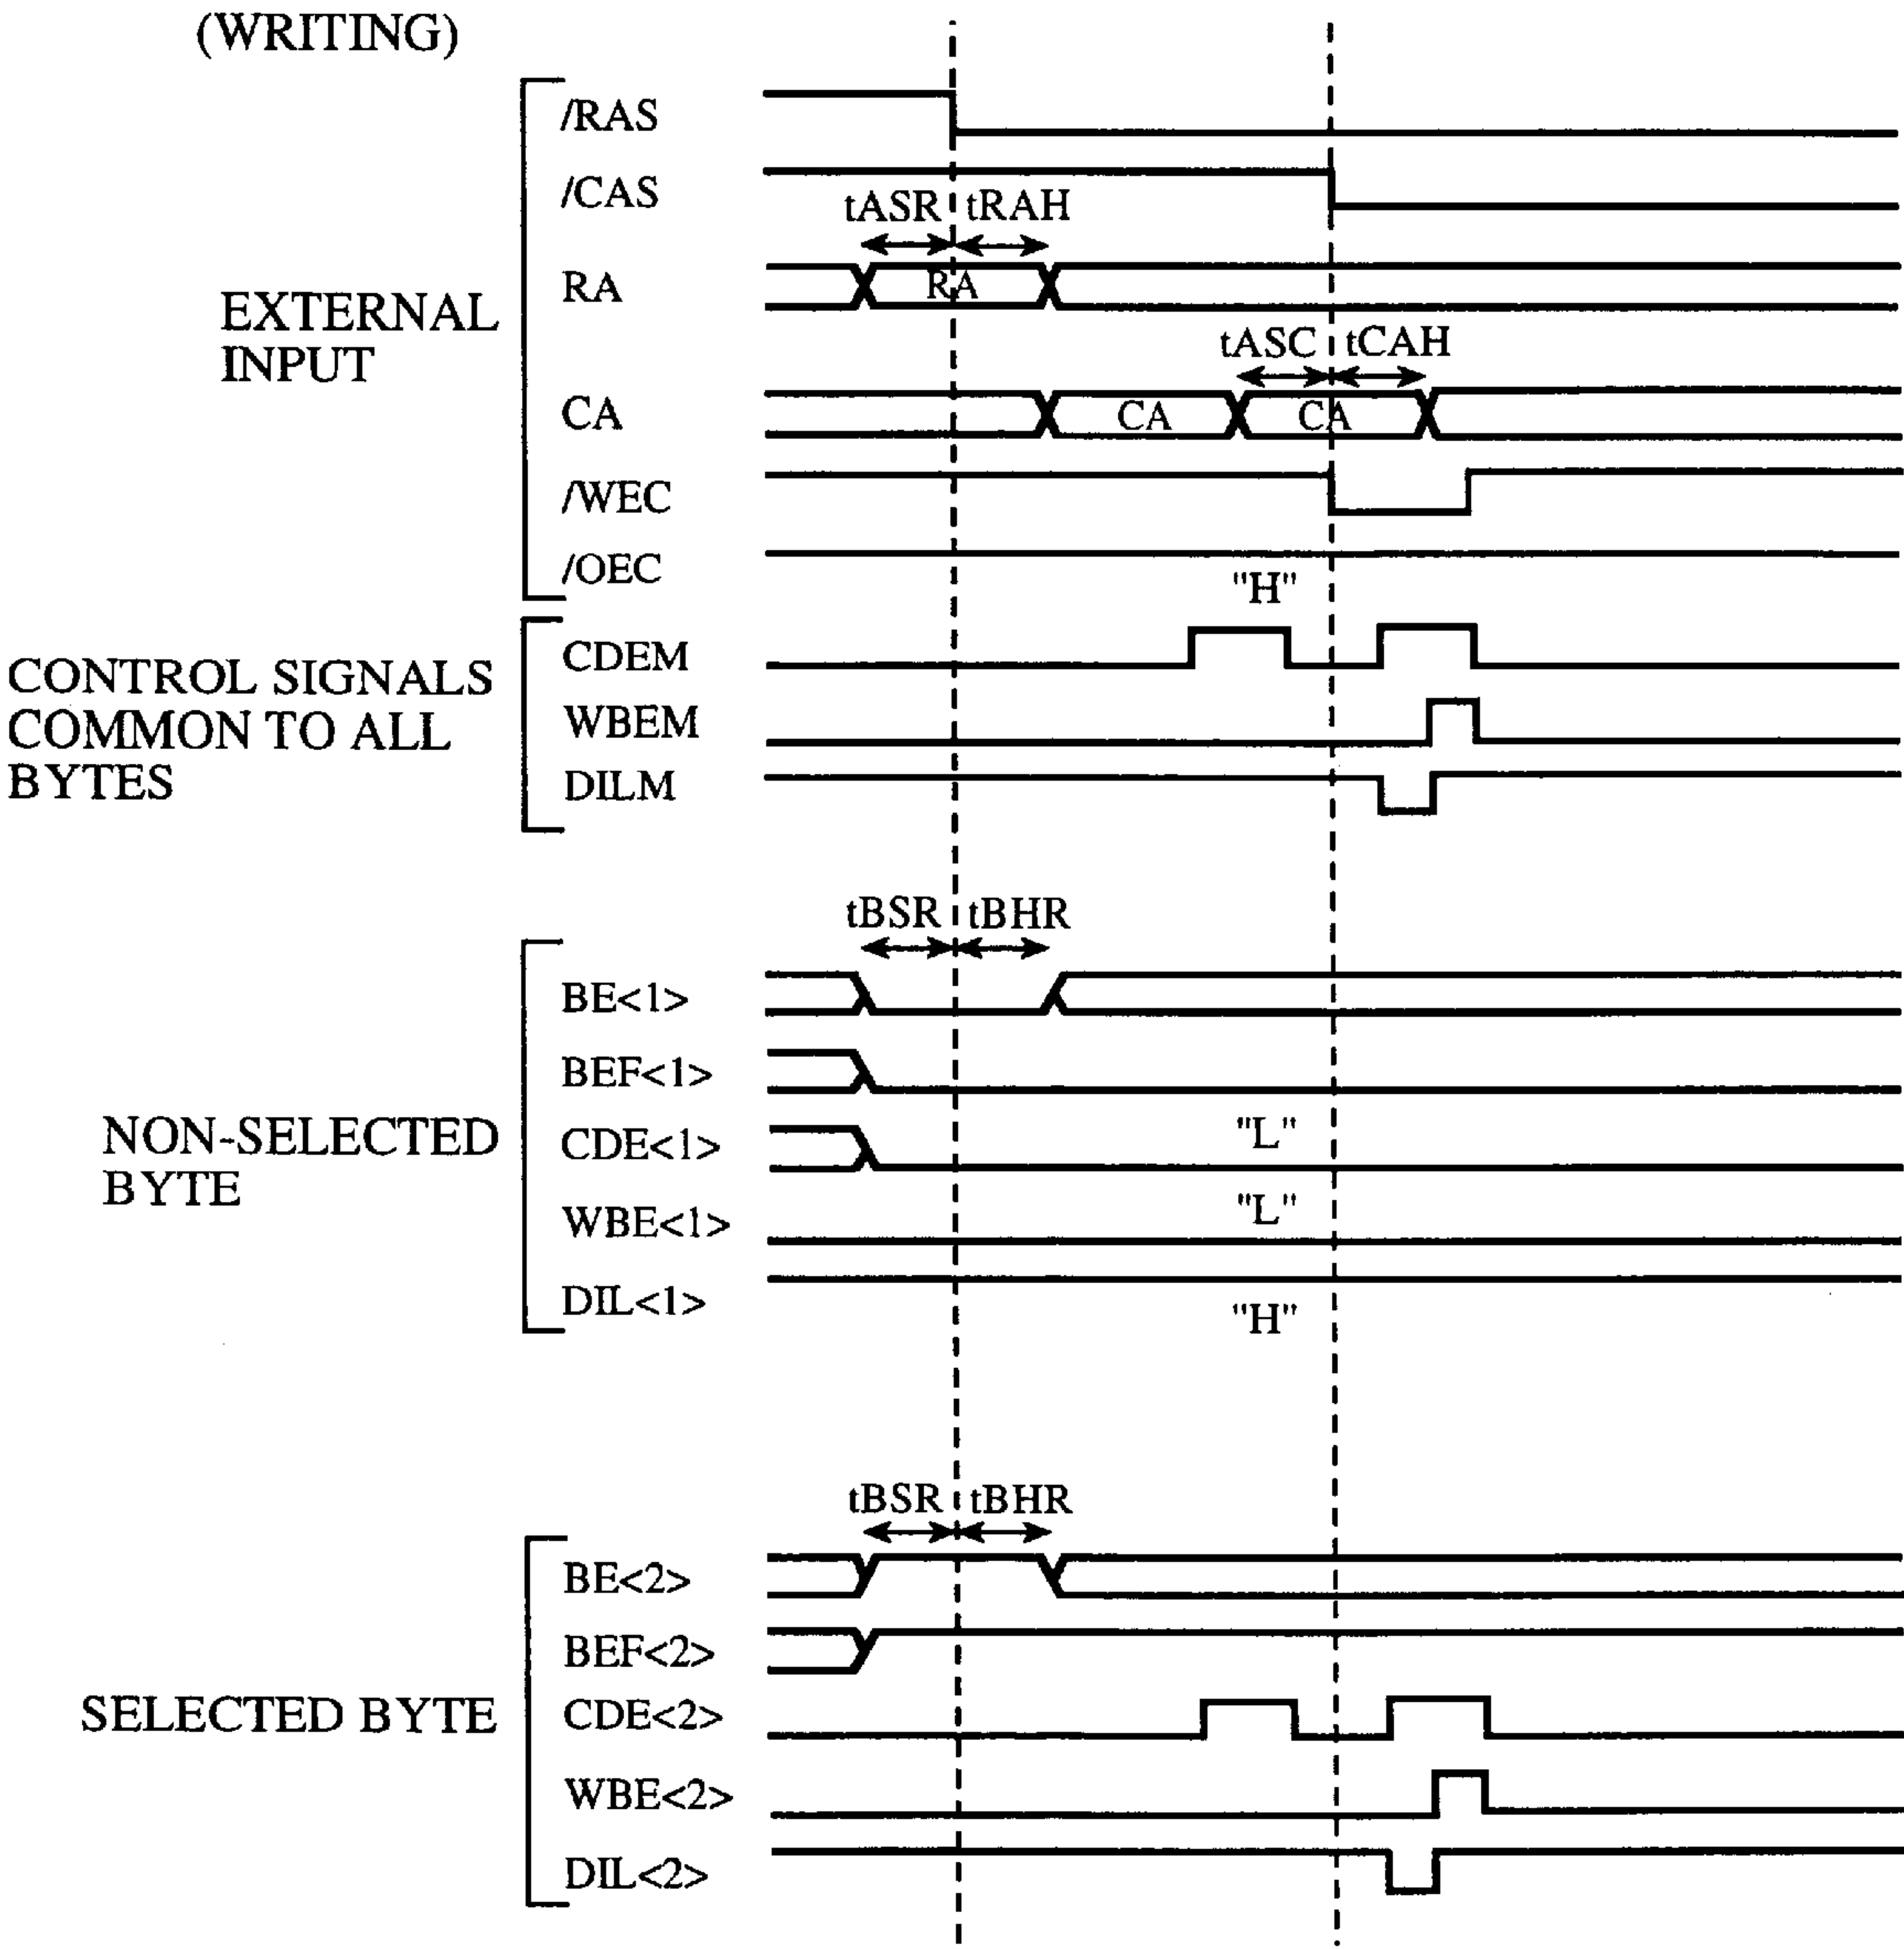 (WRITING)
/RAS
/CAS
tASR tRAH
RA
RA
EXTERNAL
INPUT
tASC tCAH
CA
CA CA
/WEC
/OEC
"H"
CDEM
CONTROL SIGNALS
COMMON TO ALL
BYTES
WBEM
DILM
tBSR tBHR
BE<1>
BEF<1>
NON-SELECTED
BYTE
CDE<1>
"L"
WBE<1>
"L"
DIL<1>
"H"
tBSR tBHR
BE<2>
BEF<2>
SELECTED BYTE
CDE<2>
WBE<2>
DIL<2>